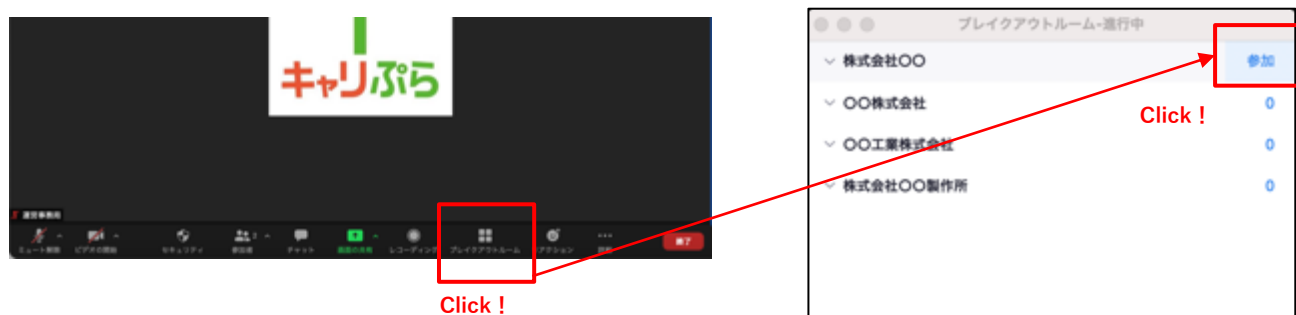 キャリぷら
運営事務局
ミュート解除
ビデオの開始
セキュリティ
参加者
チャット
画面の共有
レコーディング
ブレイクアウトルーム
リアクション
詳細
終了
Click！
ブレイクアウトルーム-進行中
株式会社〇〇
参加
〇〇株式会社
0
Click！
〇〇工業株式会社
0
株式会社〇〇製作所
0